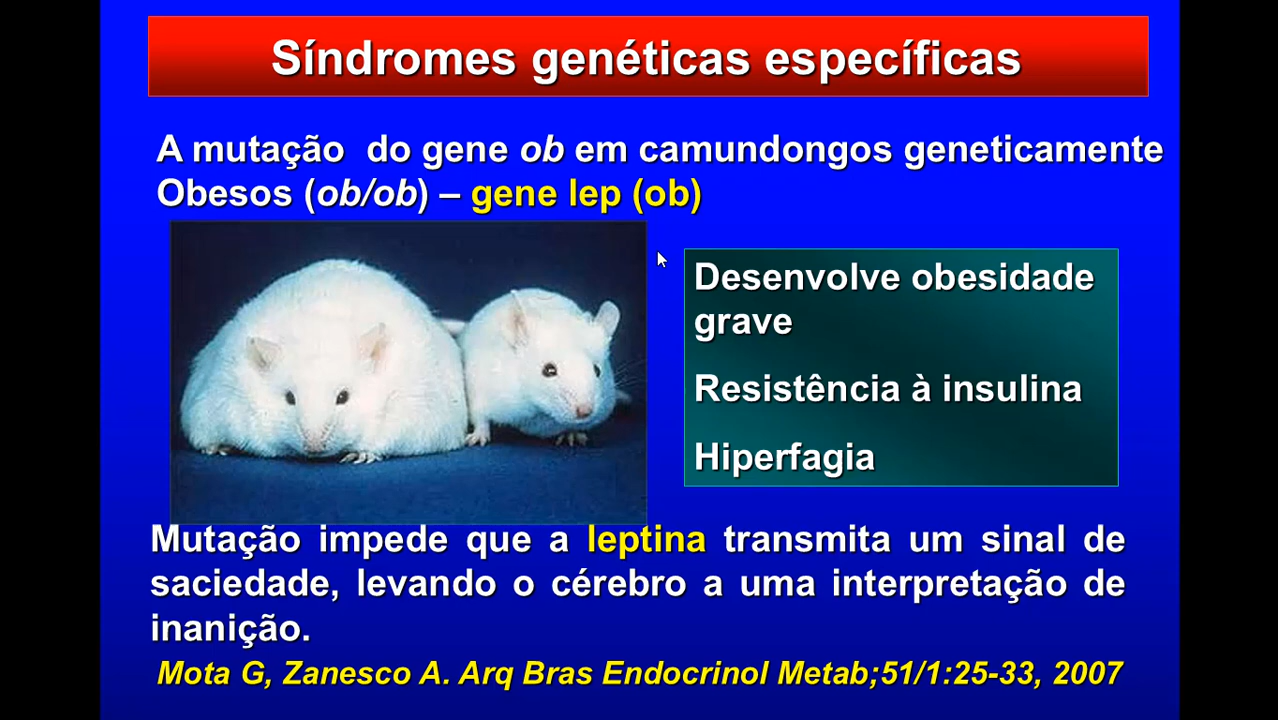 Síndromes genéticas específicas
A mutação do gene ob em camundongos geneticamente
Obesos (ob/ob) – gene lep (ob)
Desenvolve obesidade
grave
Resistência à insulina
Hiperfagia
Mutação impede que a leptina transmita um sinal de
saciedade, levando o cérebro a uma interpretação de
inanição.
Mota G, Zanesco A. Arq Bras Endocrinol Metab;51/1:25-33, 2007